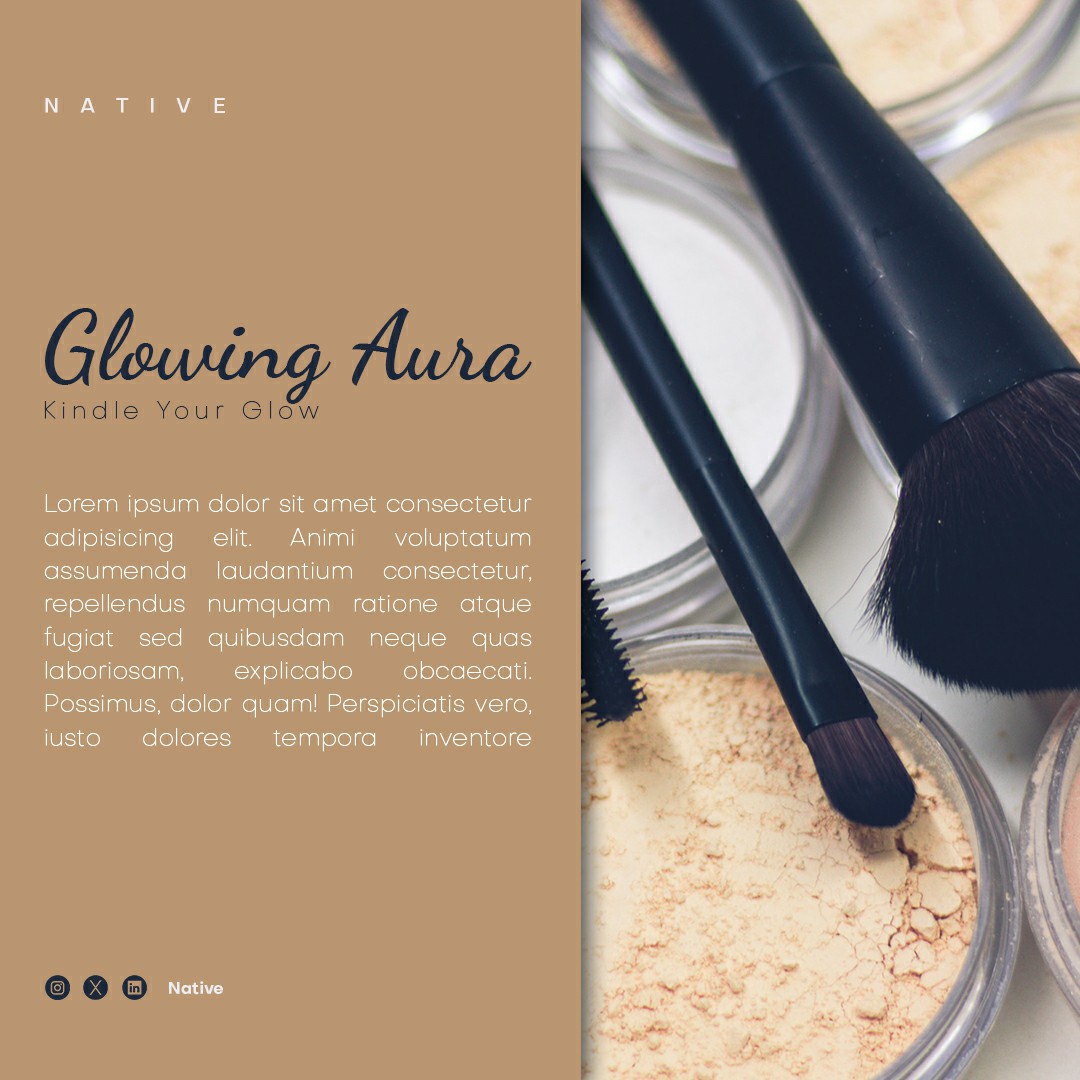 NATIVE
Glowing Aura
Kindle Your Glow
Lorem ipsum dolor sit amet consectetur
adipisicing elit. Animi voluptatum
assumenda laudantium consectetur,
repellendus numquam ratione atque
fugiat sed quibusdam neque quas
laboriosam, explicabo obcaecati.
Possimus, dolor quam! Perspiciatis vero,
iusto dolores tempora inventore
Native